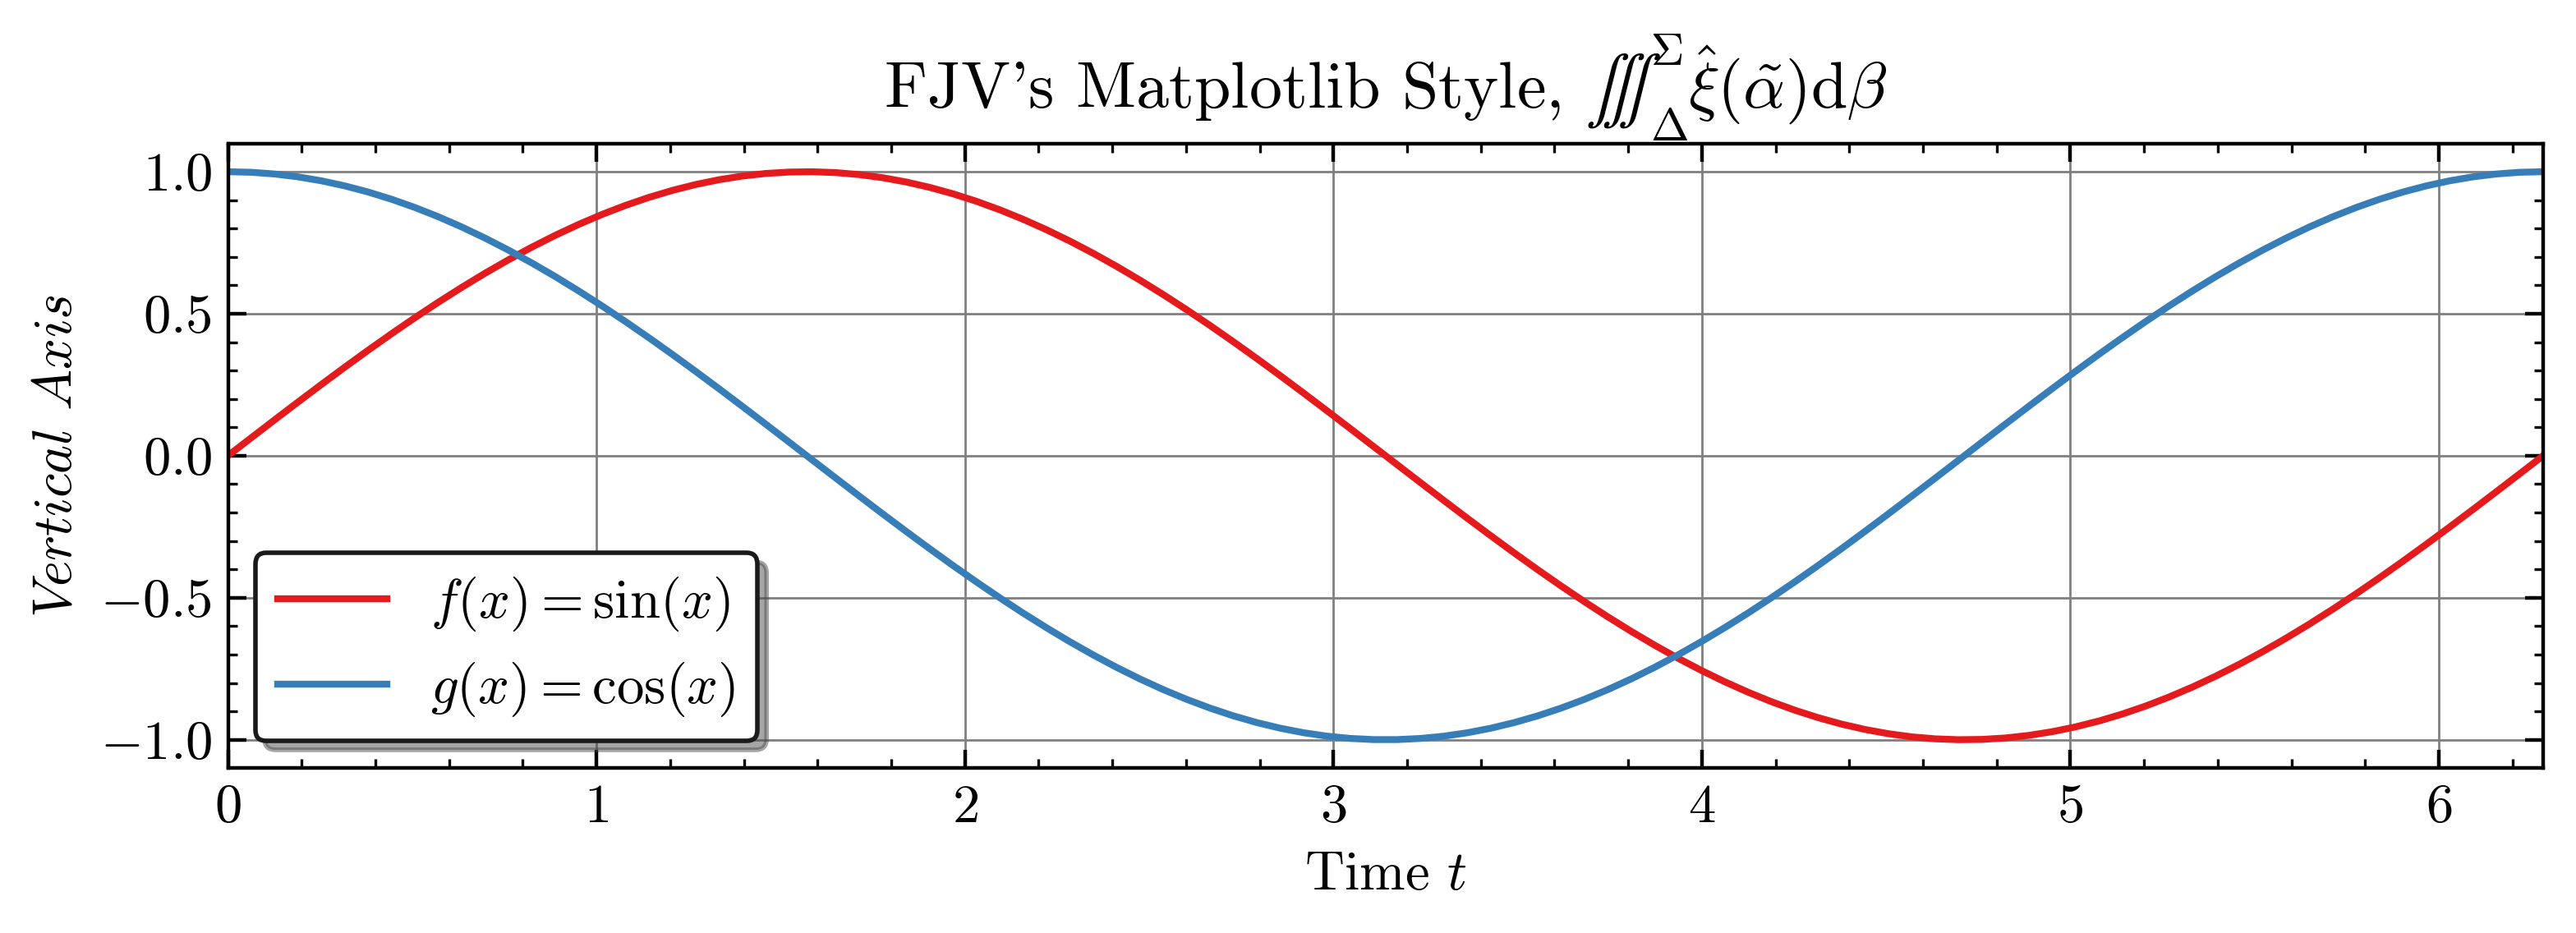 FJV's Matplotlib Style, ∭_Δ^Σ ξ̂(α̃)dβ
Vertical Axis
1.0
0.5
0.0
−0.5
−1.0
f(x) = sin(x)
g(x) = cos(x)
0 1 2 3 4 5 6
Time t